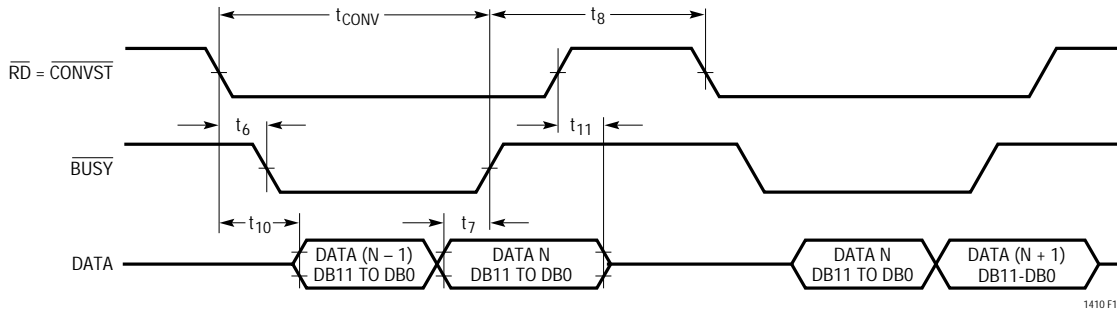 tCONV
t8
RD = CONVST
t6
t11
BUSY
t10
t7
DATA
DATA (N – 1)
DB11 TO DB0
DATA N
DB11 TO DB0
DATA N
DB11 TO DB0
DATA (N + 1)
DB11-DB0
1410 F1